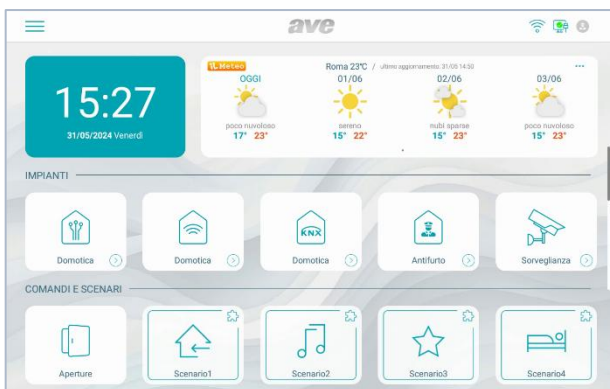 ave
15:27
31/05/2024 Venerdì
iL Meteo
Roma 23°C / ultimo aggiornamento: 31/05 14:50
OGGI 01/06 02/06 03/06
poco nuvoloso sereno nubi sparse poco nuvoloso
17° 23° 15° 22° 15° 23° 15° 23°
IMPIANTI
KNX
Domotica Domotica Domotica Antifurto Sorveglianza
COMANDI E SCENARI
Aperture Scenario1 Scenario2 Scenario3 Scenario4